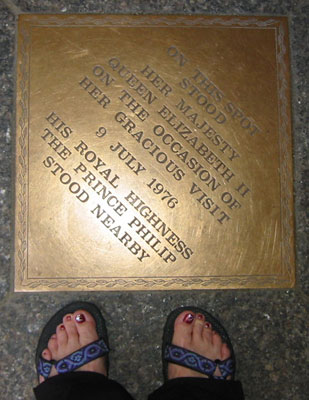 ON THIS SPOT
STOOD
HER MAJESTY
QUEEN ELIZABETH II
ON THE OCCASION OF
HER GRACIOUS VISIT
9 JULY 1976
HIS ROYAL HIGHNESS
THE PRINCE PHILIP
STOOD NEARBY